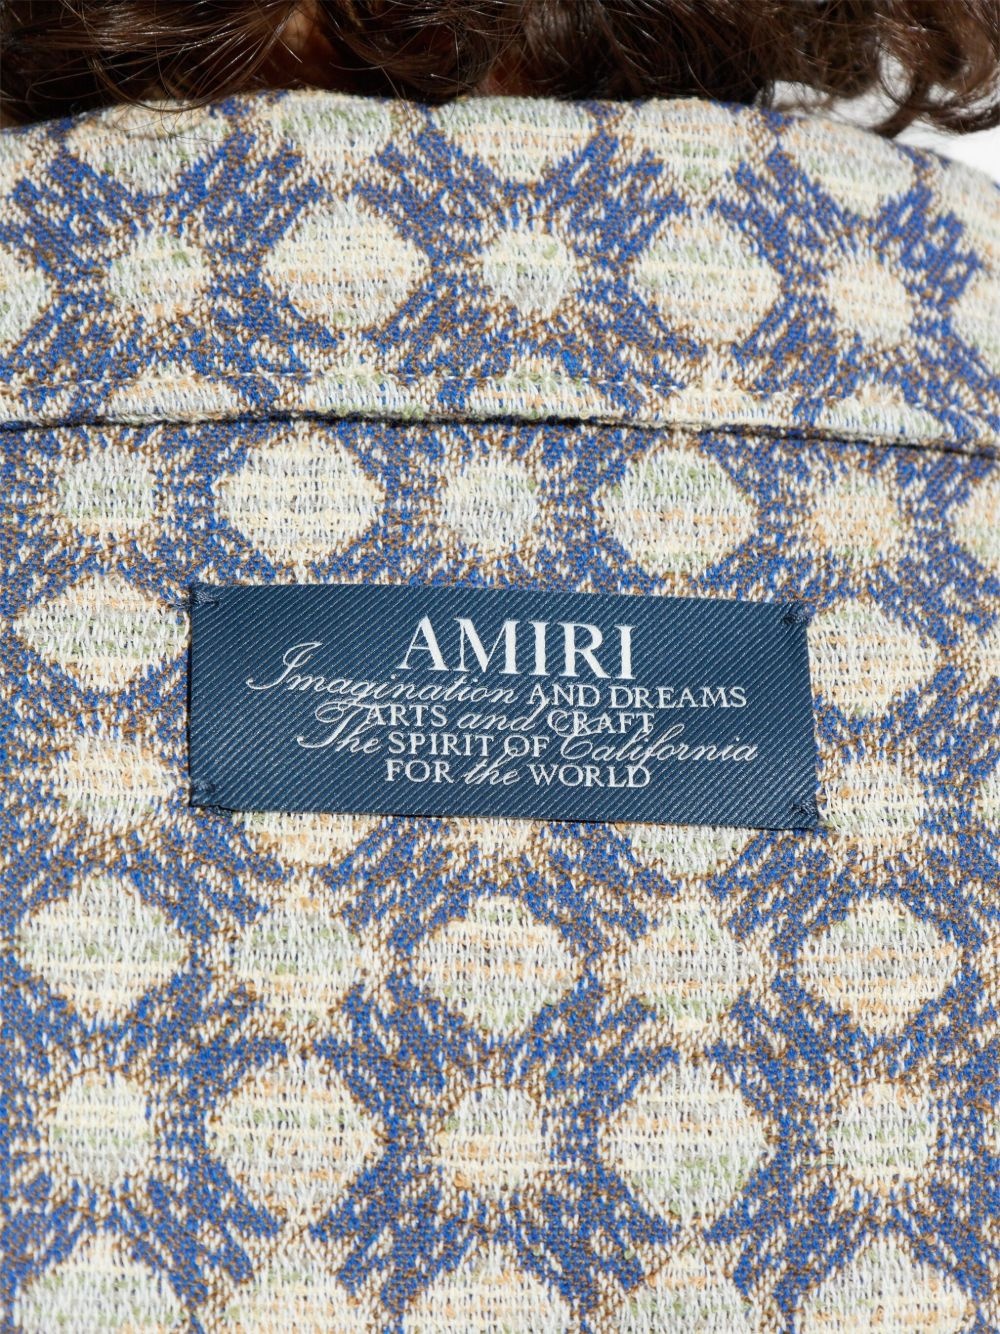 AMIRI
Imagination AND DREAMS
ARTS and CRAFT
The SPIRIT OF California
FOR the WORLD